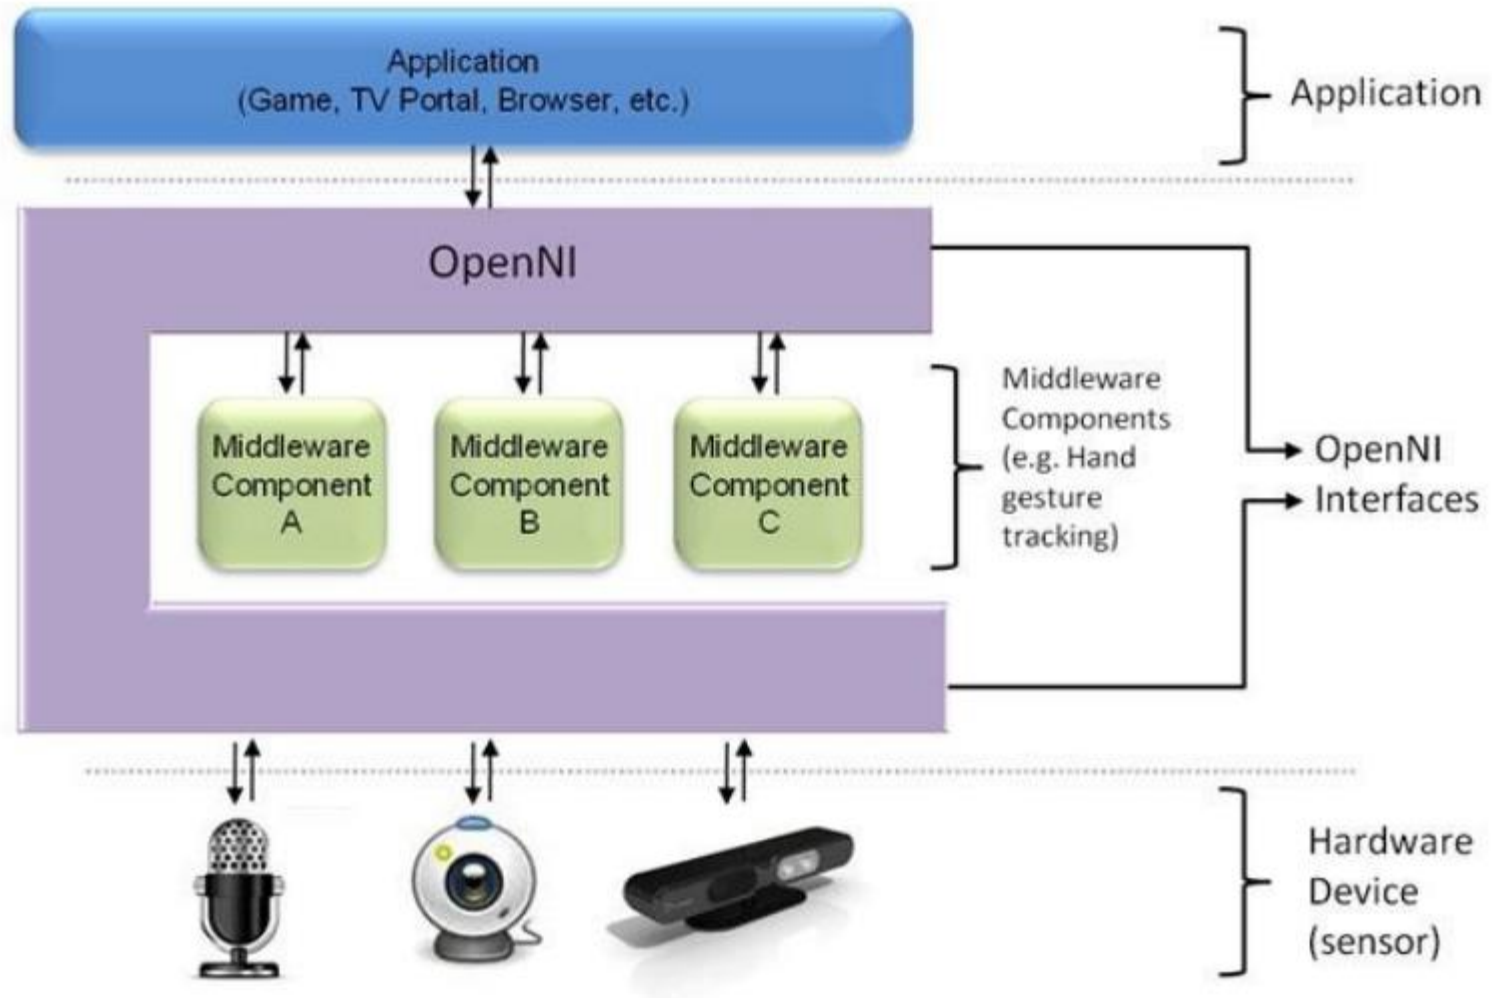 Application
(Game, TV Portal, Browser, etc.)
Application
OpenNI
Middleware
Component
A
Middleware
Component
B
Middleware
Component
C
Middleware
Components
(e.g. Hand
gesture
tracking)
OpenNI
Interfaces
Hardware
Device
(sensor)